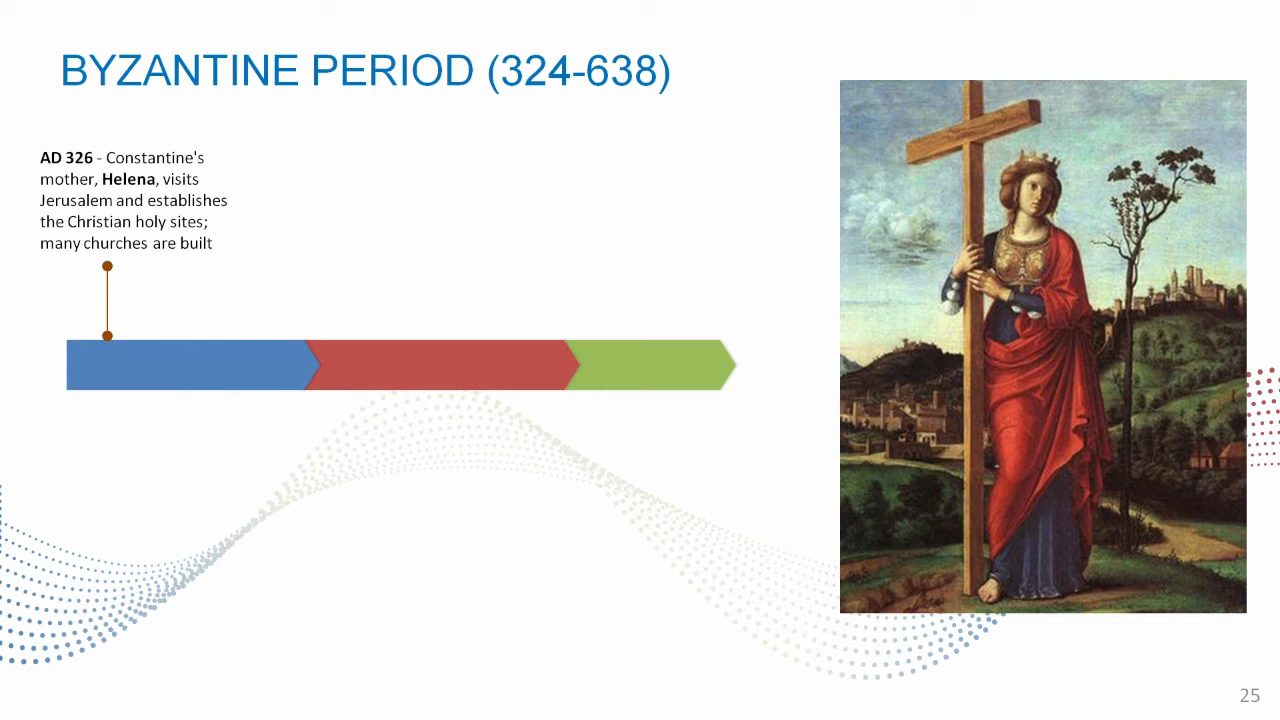 BYZANTINE PERIOD (324-638)
AD 326 - Constantine's
mother, Helena, visits
Jerusalem and establishes
the Christian holy sites;
many churches are built
25